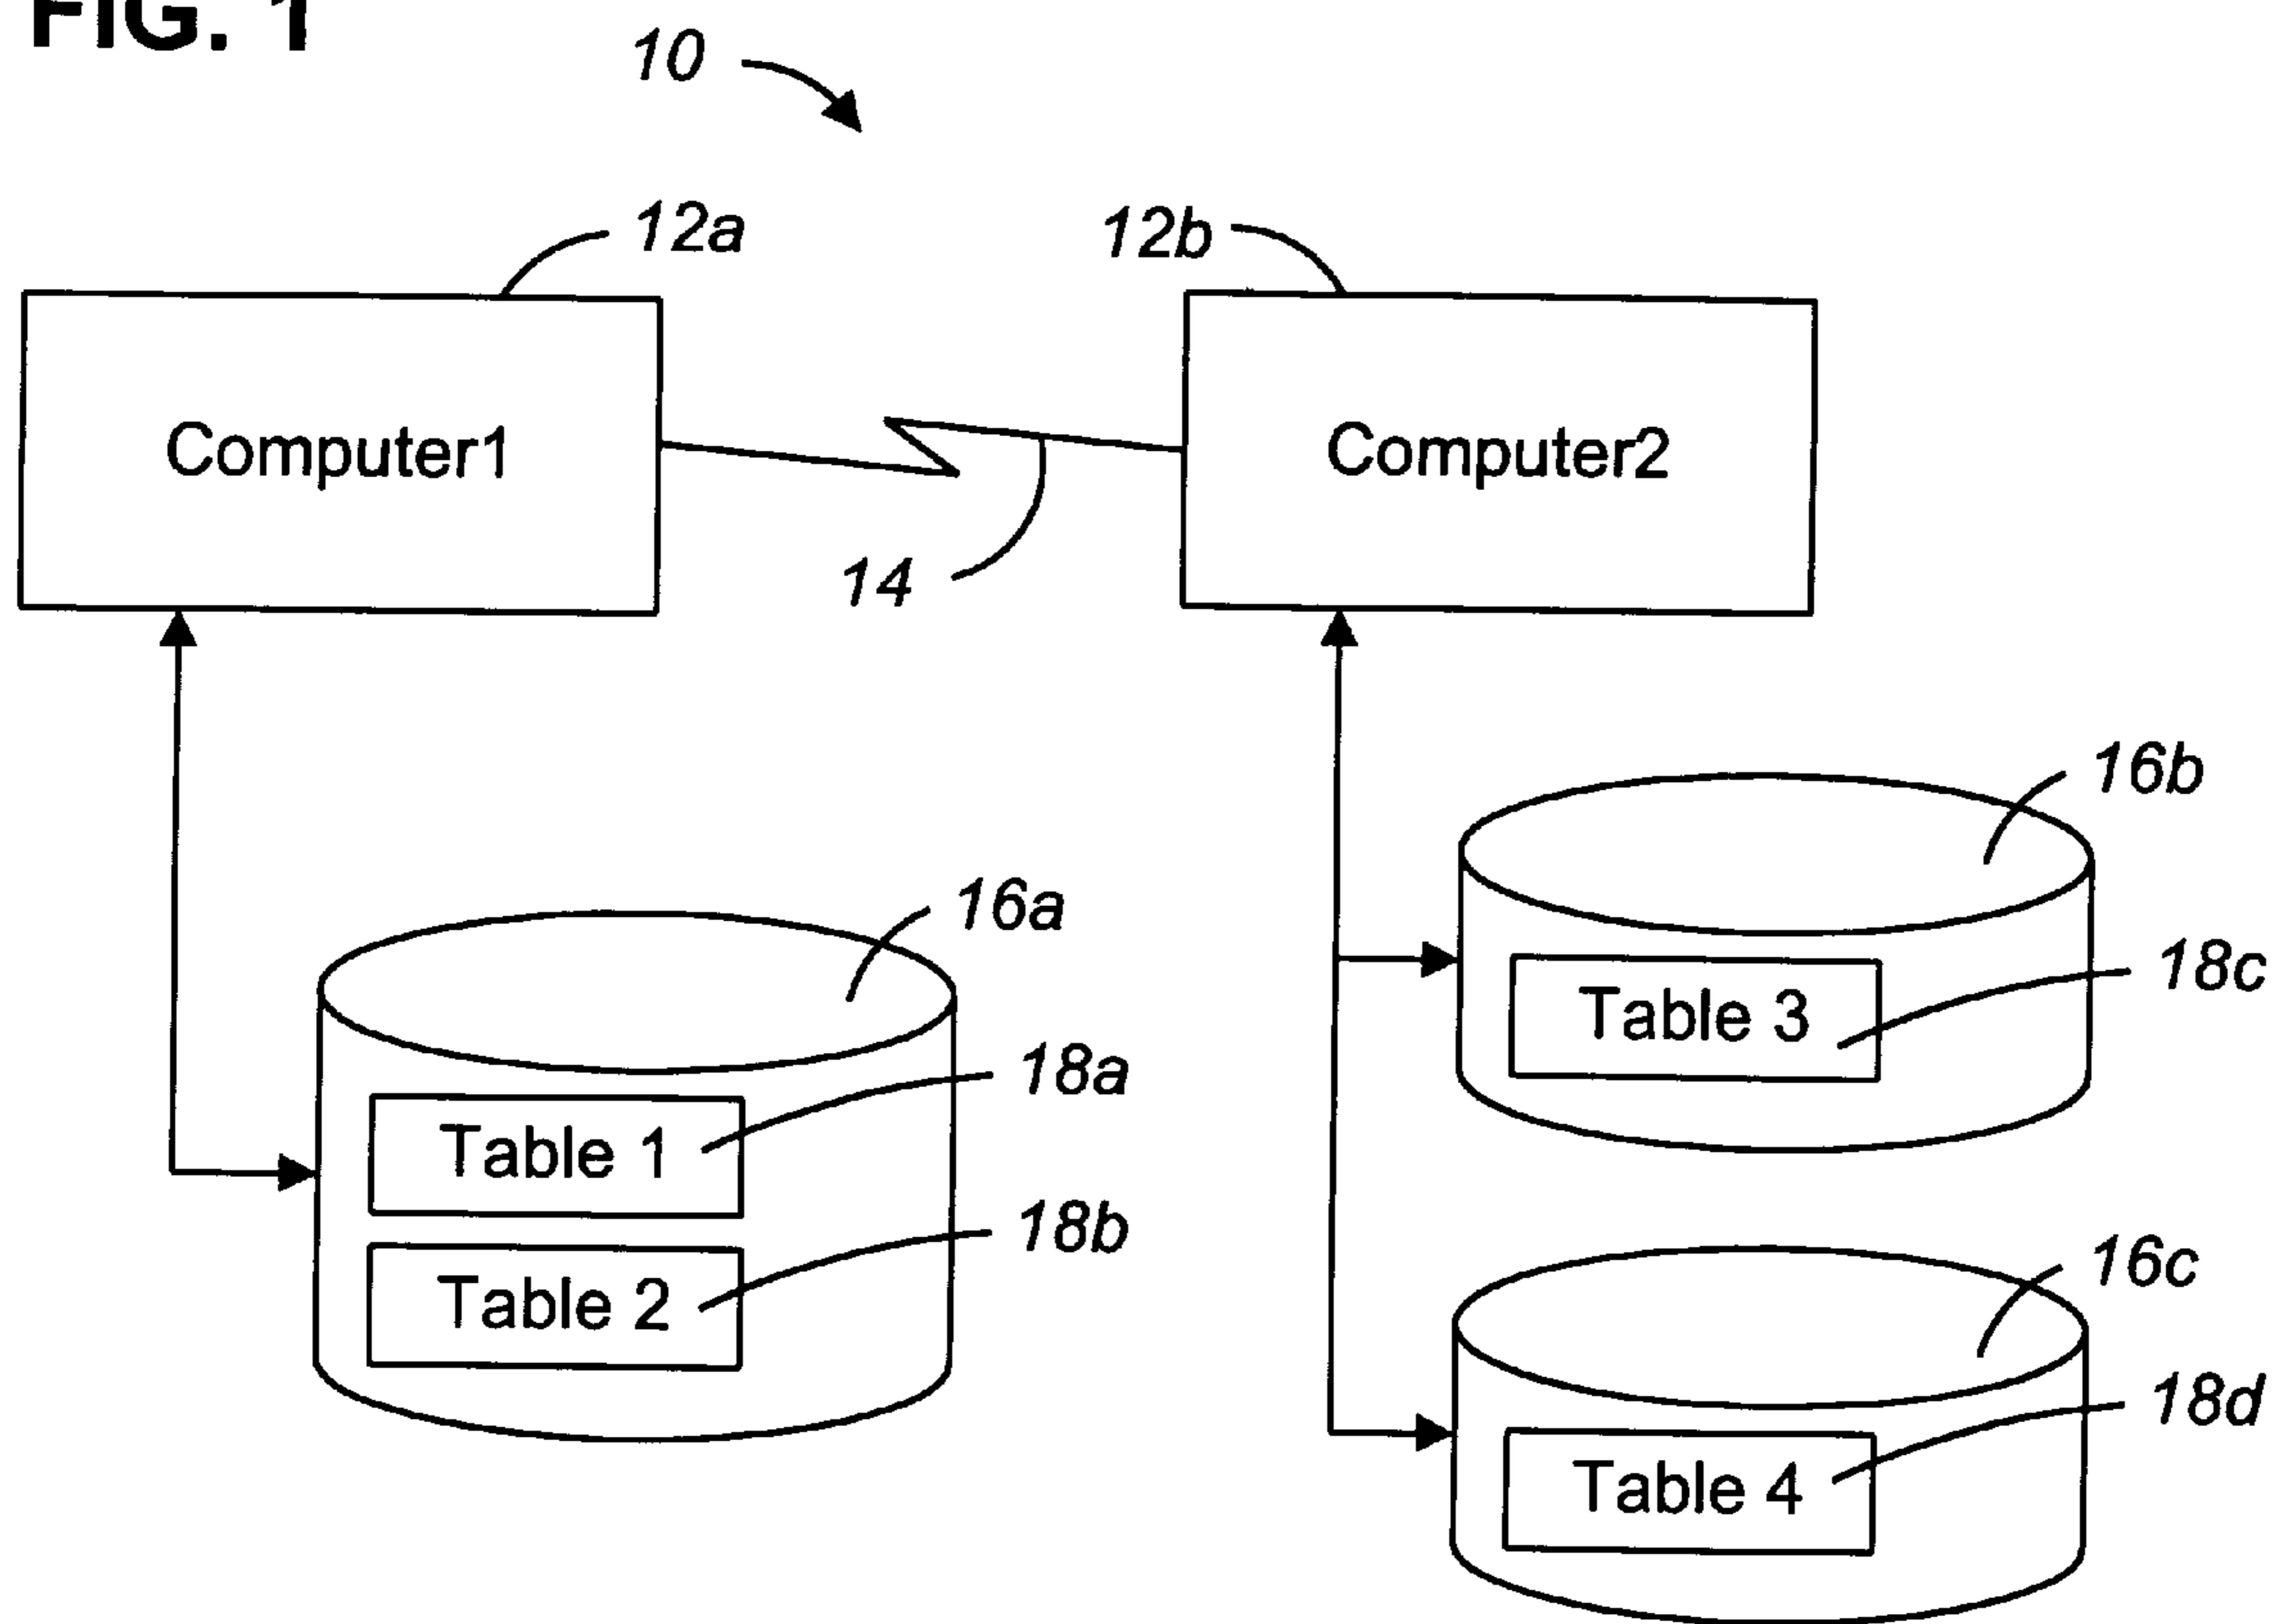 FIG. 1
10
12a
12b
Computer1
Computer2
14
16b
16a
18c
Table 3
18a
Table 1
18b
Table 2
16c
18d
Table 4